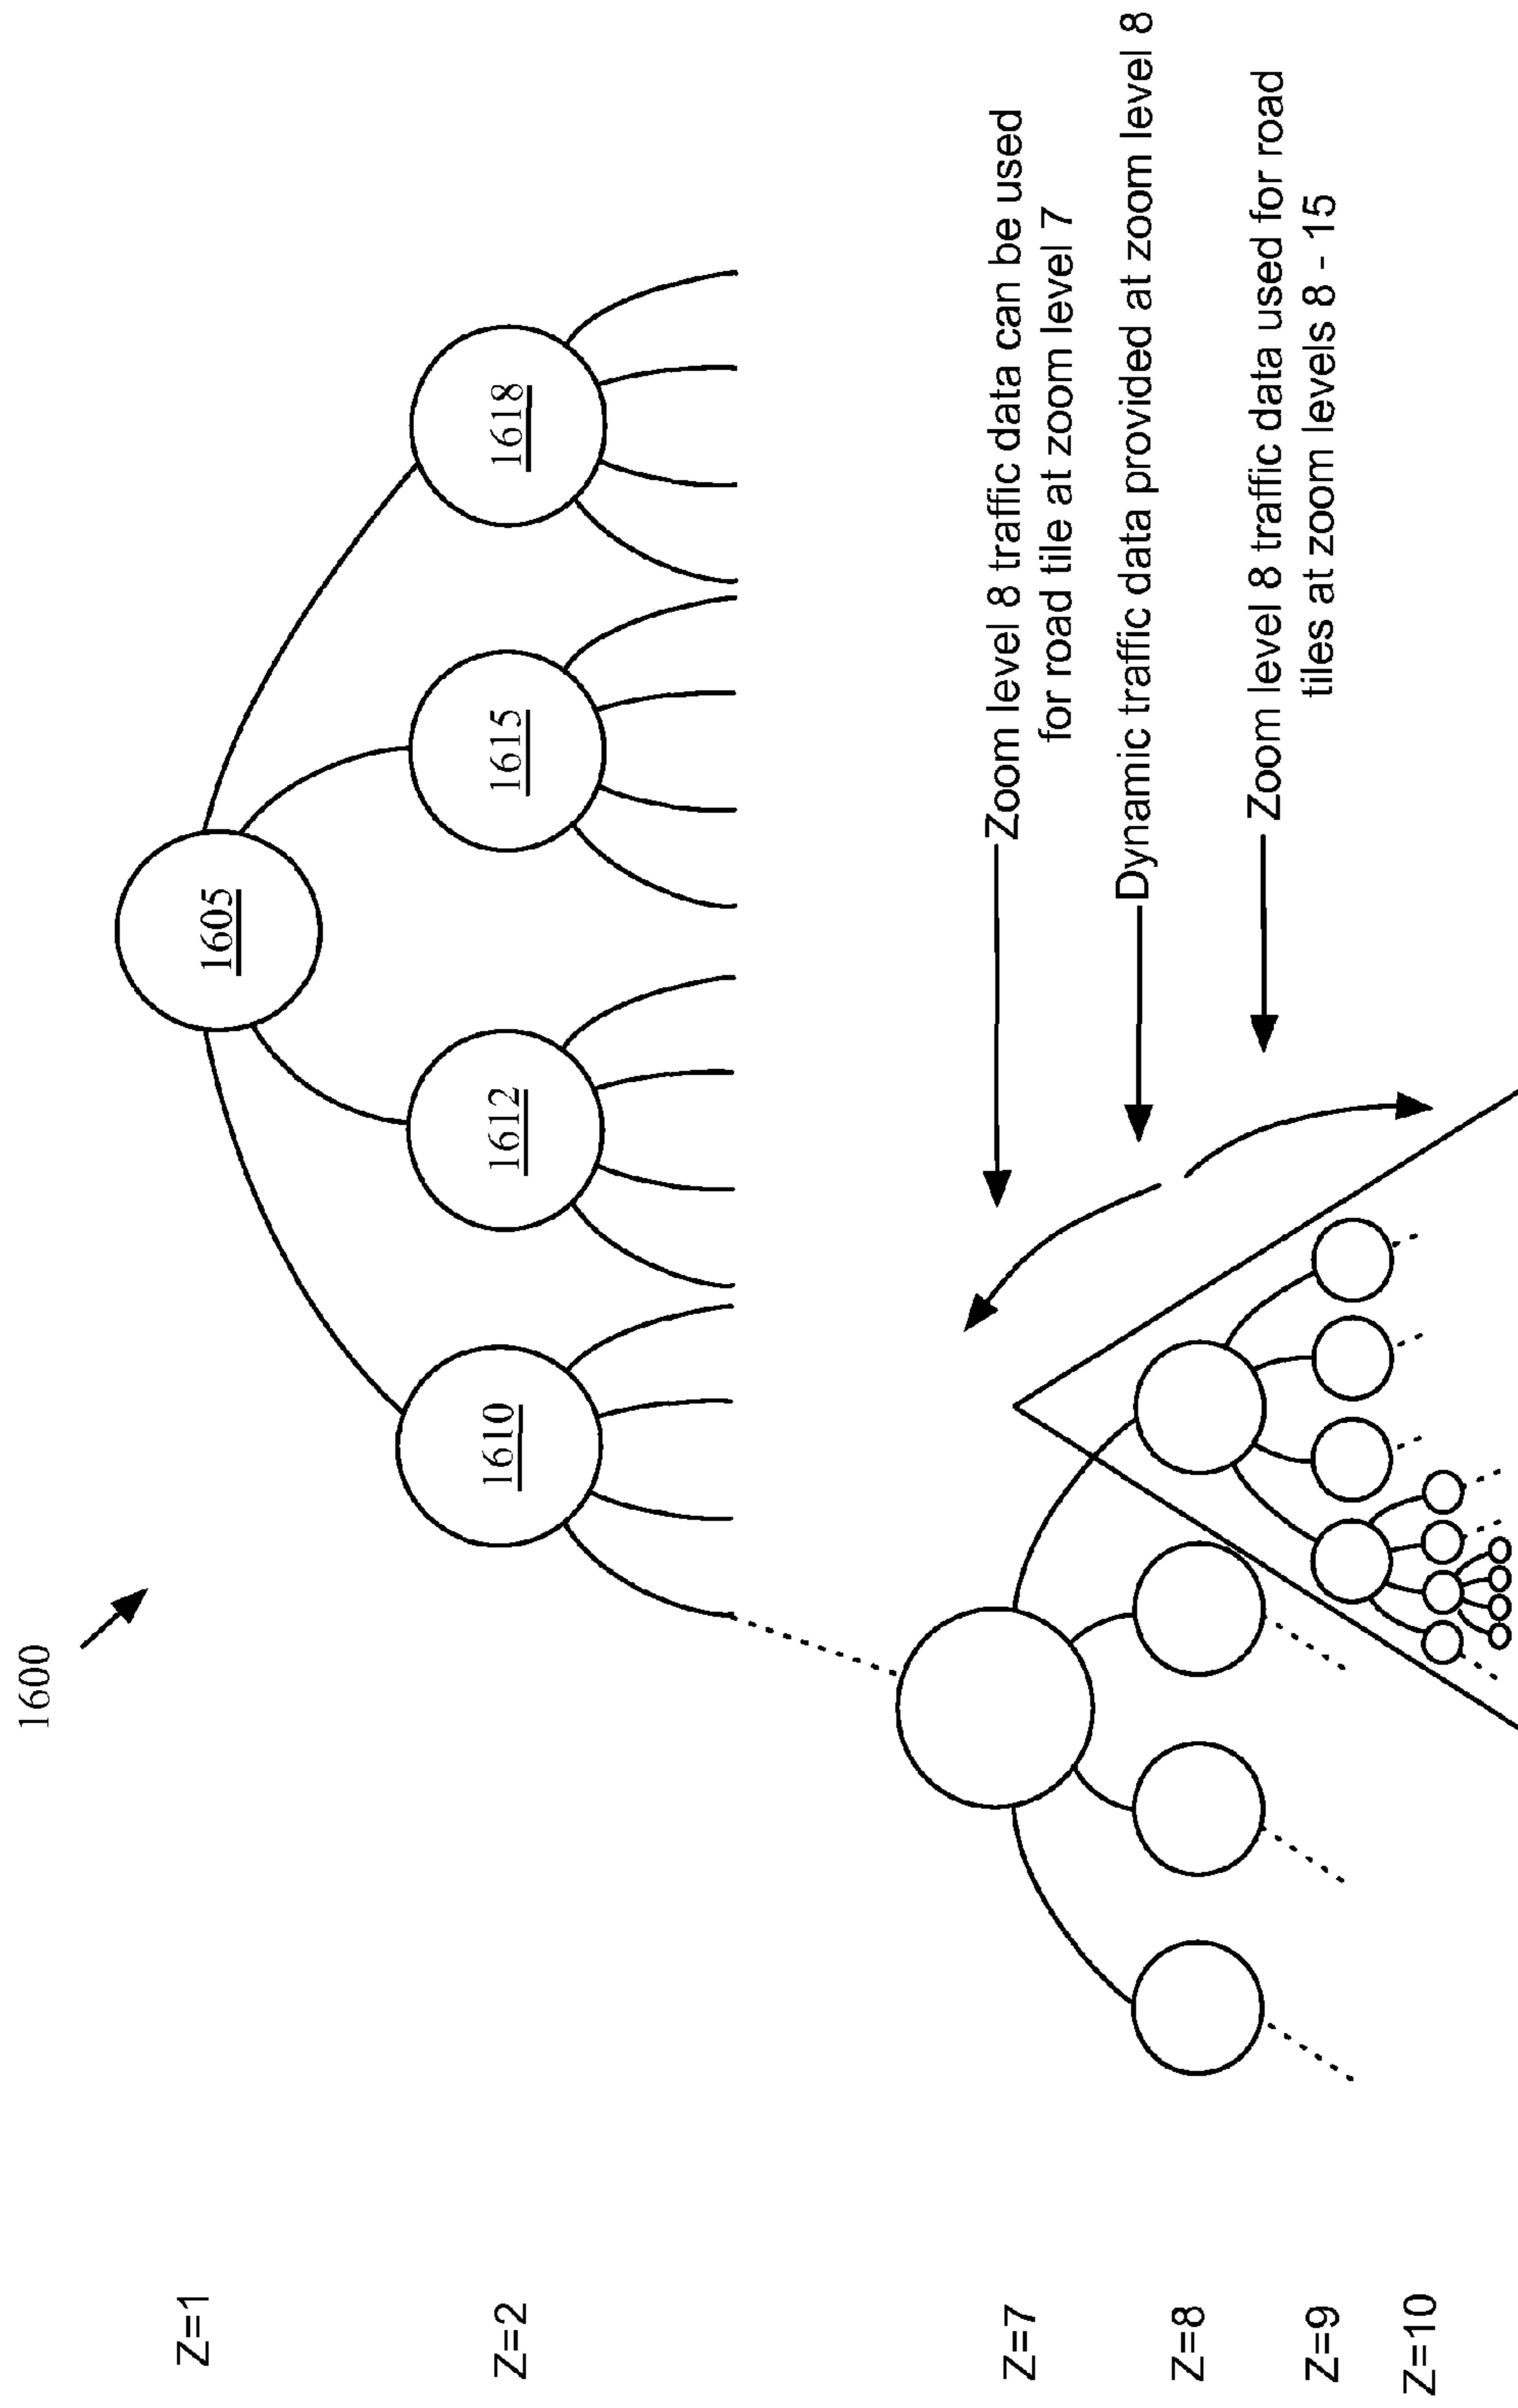 1600
Z=1
1605
Z=2
1610
1612
1615
1618
Z=7
Zoom level 8 traffic data can be used
for road tile at zoom level 7
Z=8
Dynamic traffic data provided at zoom level 8
Z=9
Zoom level 8 traffic data used for road
tiles at zoom levels 8 - 15
Z=10